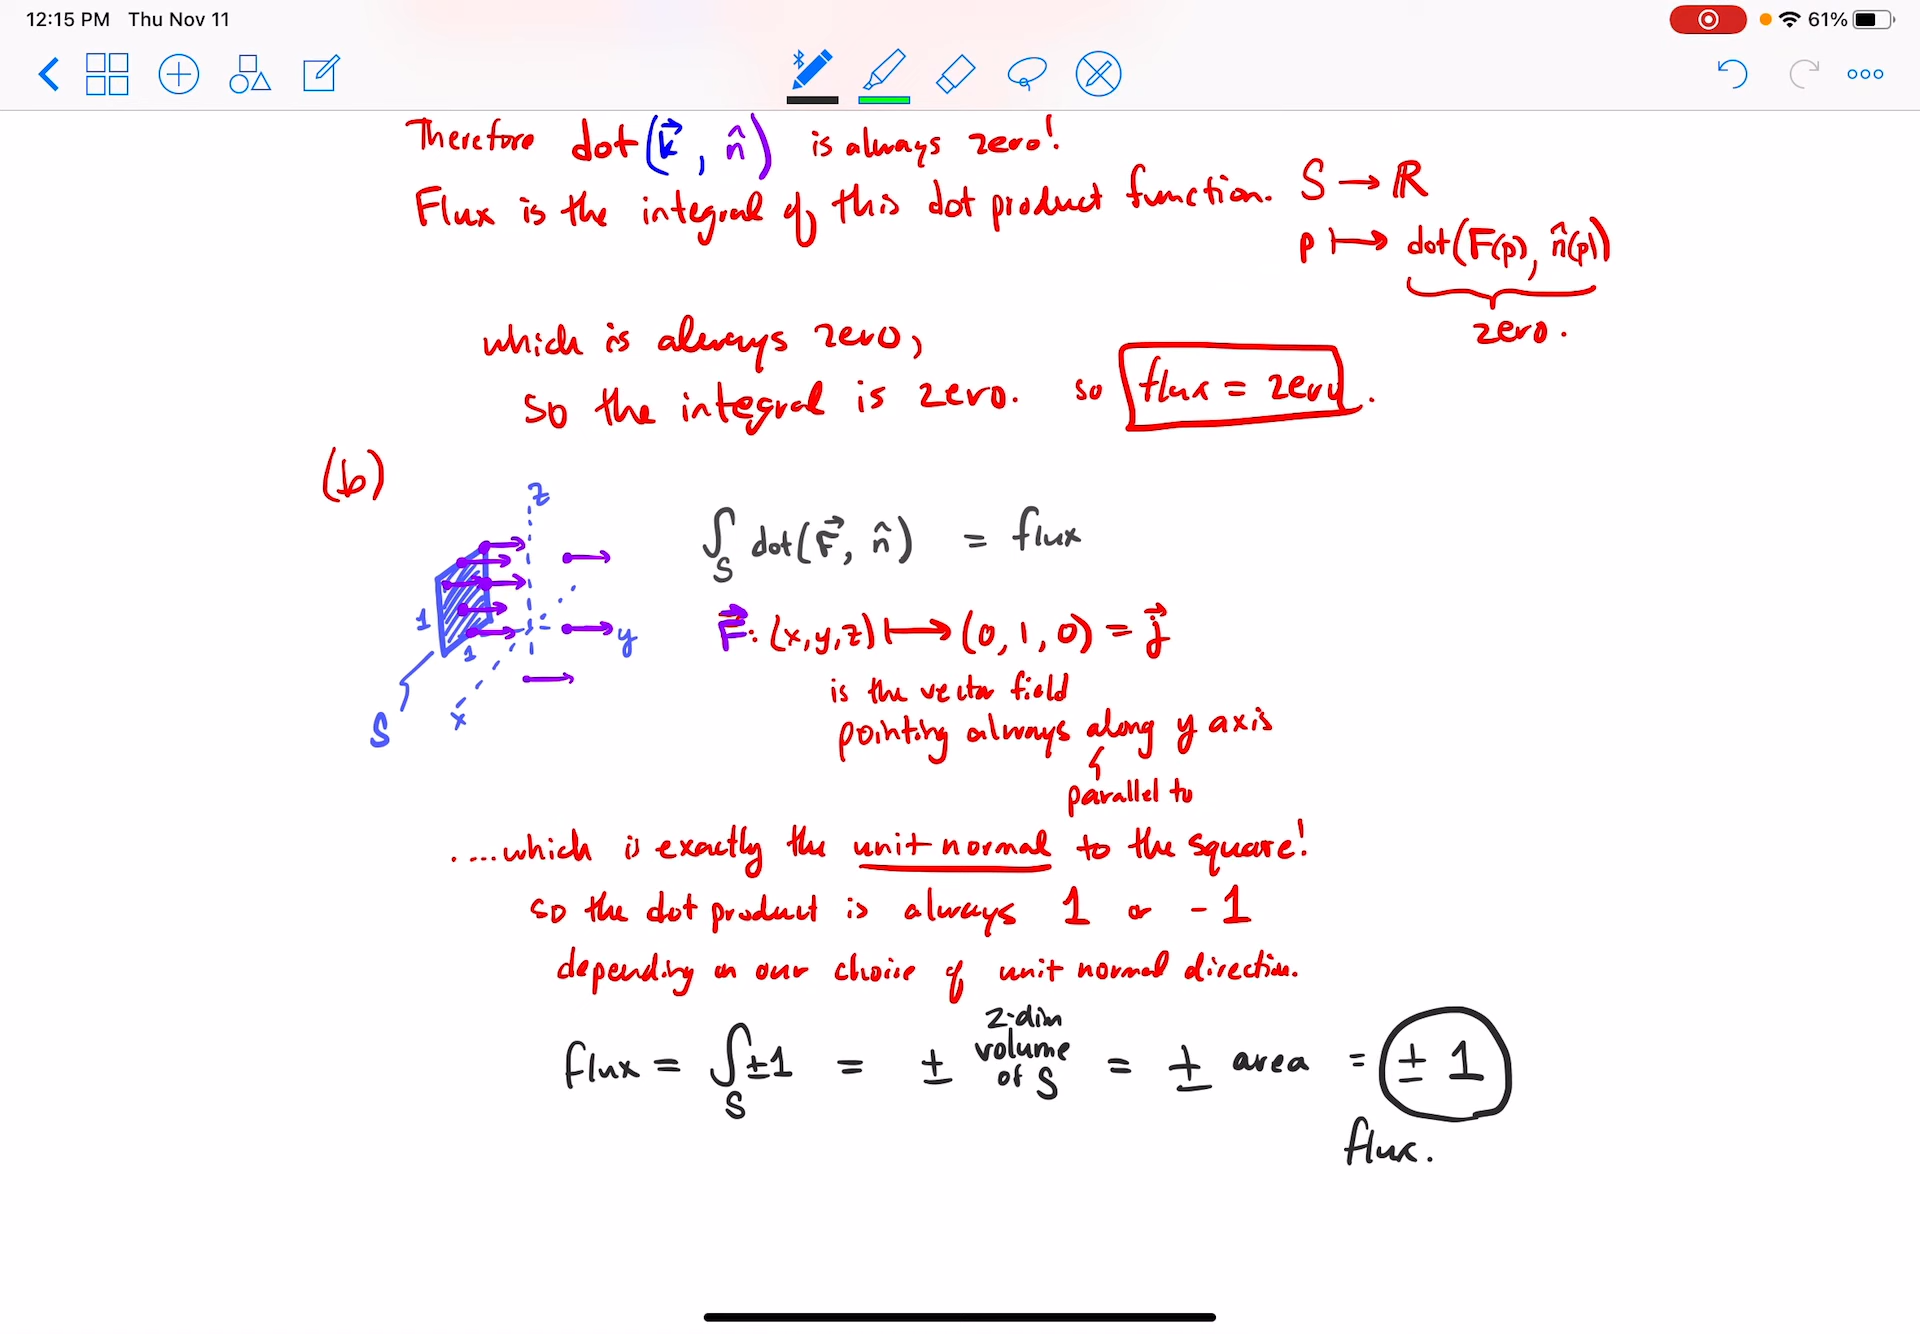 12:15 PM Thu Nov 11
61%
Therefore dot(k⃗, n̂) is always zero!
Flux is the integral of this dot product function. S → ℝ
p ↦ dot(F(p), n̂(p))
zero.
which is always zero,
so the integral is zero. so flux = zero.
(b)
z
∫_S dot(F⃗, n̂) = flux
1
1
y
x
S
F⃗: (x,y,z) ↦ (0, 1, 0) = j⃗
is the vector field
pointing always along y axis
parallel to
....which is exactly the unit normal to the square!
so the dot product is always 1 or -1
depending on our choice of unit normal direction.
flux = ∫_S ±1 = ± 2-dim volume of S = ± area = ± 1
flux.